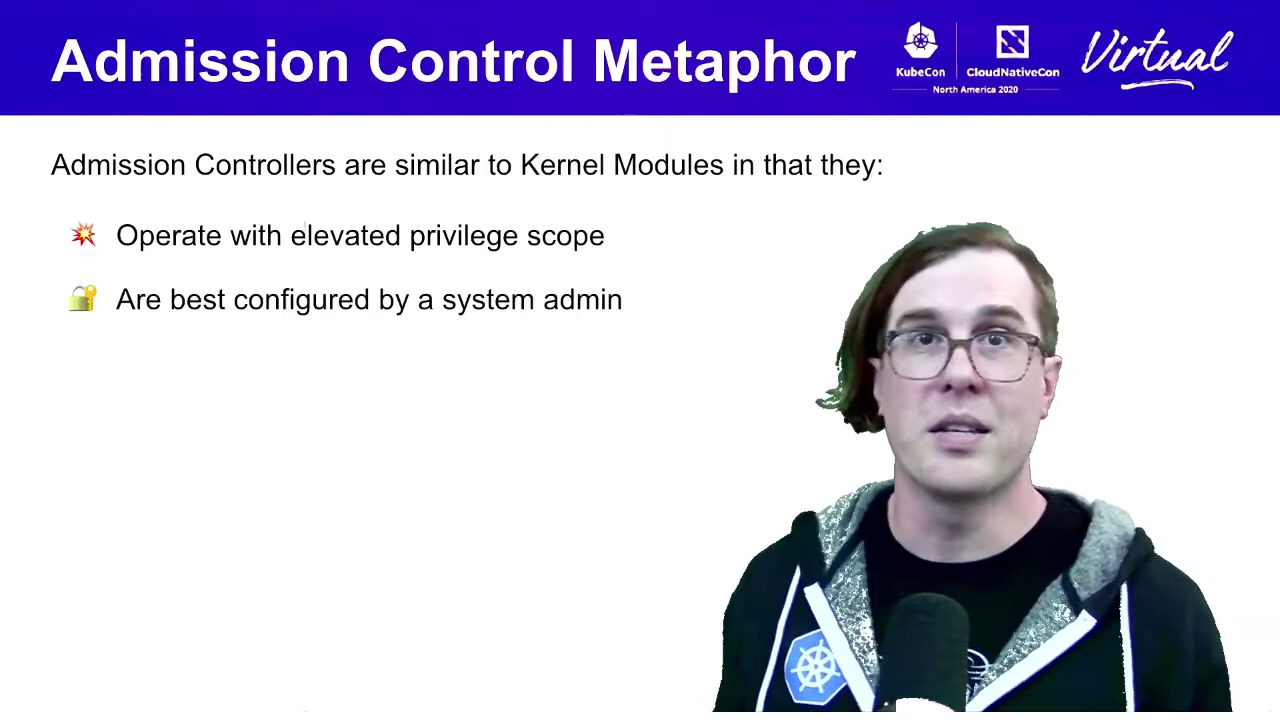 Admission Control Metaphor
KubeCon
CloudNativeCon
North America 2020
Virtual
Admission Controllers are similar to Kernel Modules in that they:
Operate with elevated privilege scope
Are best configured by a system admin